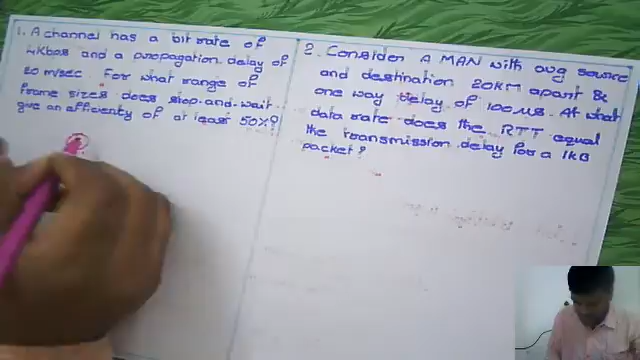 1. A channel has a bit rate of
4Kbps and a propagation delay of
20 m/sec. For what range of
frame sizes does stop-and-wait
give an efficienty of at least 50%?
2. Consider A MAN with avg source
and destination 20KM apart &
one way delay of 100μs. At what
data rate does the RTT equal
the transmission delay for a 1KB
packet?